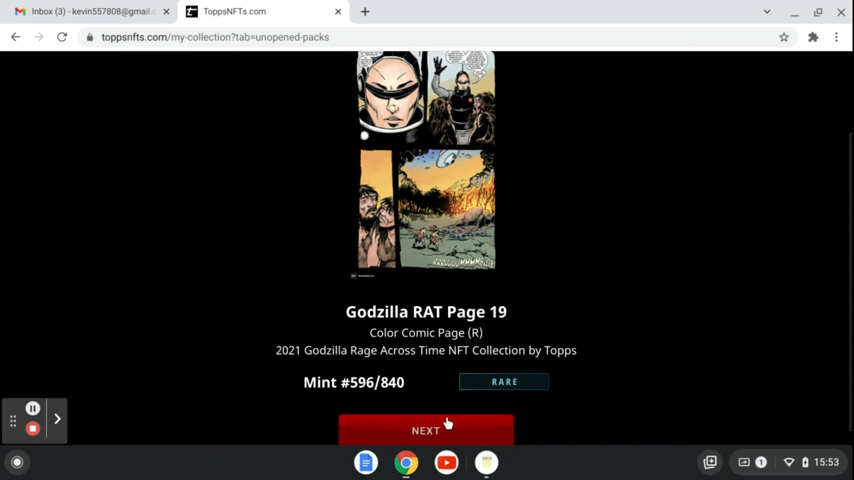 Inbox (3) - kevin557808@gmail.c
ToppsNFTs.com
toppsnfts.com/my-collection?tab=unopened-packs
Godzilla RAT Page 19
Color Comic Page (R)
2021 Godzilla Rage Across Time NFT Collection by Topps
Mint #596/840
RARE
NEXT
1
15:53